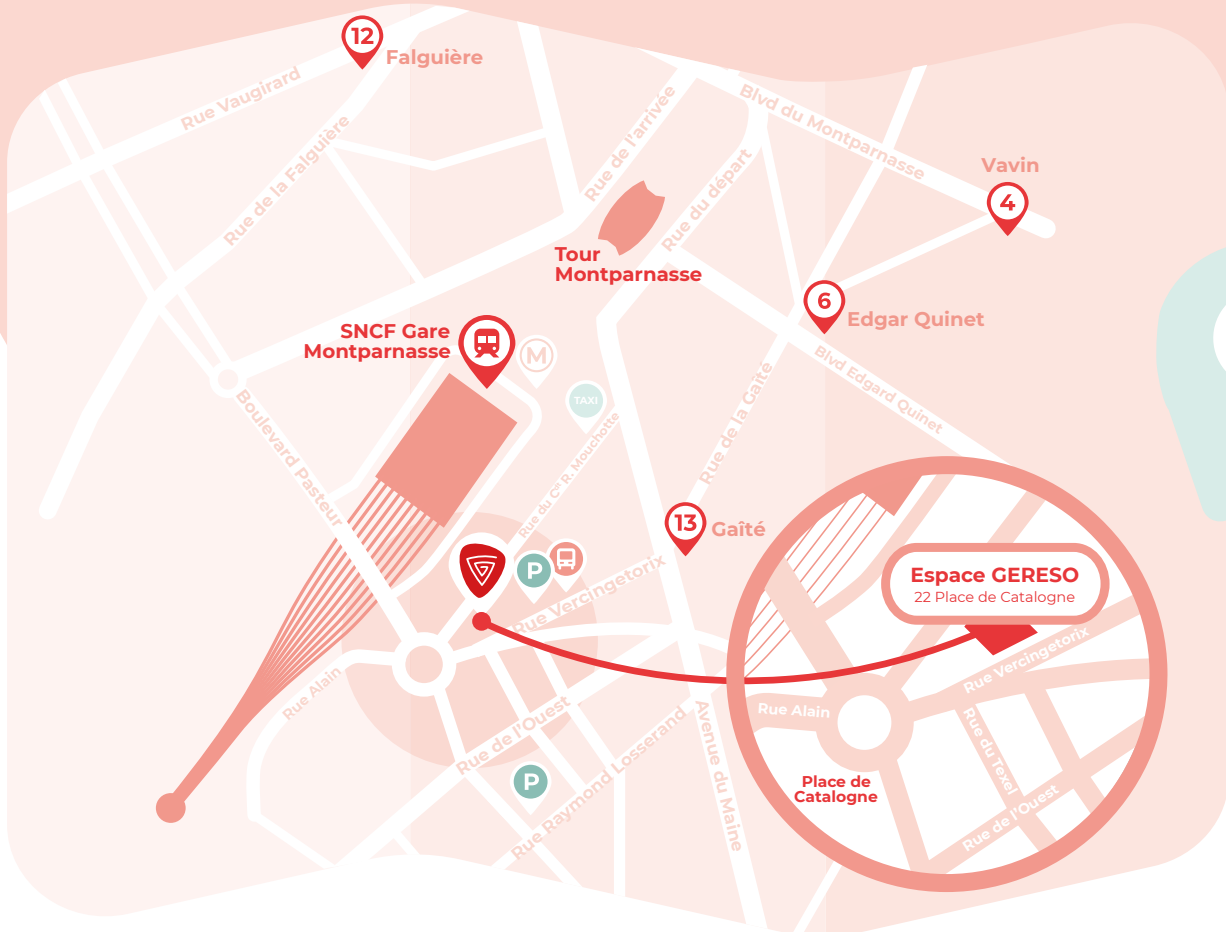 12
Falguière
Rue Vaugirard
Rue de la Falguière
Rue de l'arrivée
Blvd du Montparnasse
Vavin
4
Rue du départ
Tour
Montparnasse
6
Edgar Quinet
SNCF Gare
Montparnasse
M
TAXI
Blvd Edgard Quinet
Boulevard Pasteur
Rue du Cdt R. Mouchotte
Rue de la Gaîté
13
Gaîté
P
Rue Vercingetorix
Espace GERESO
22 Place de Catalogne
Rue Vercingetorix
Rue Alain
Rue Alain
Rue de l'Ouest
Rue du Texel
Avenue du Maine
Rue Raymond Losserand
P
Place de
Catalogne
Rue de l'Ouest